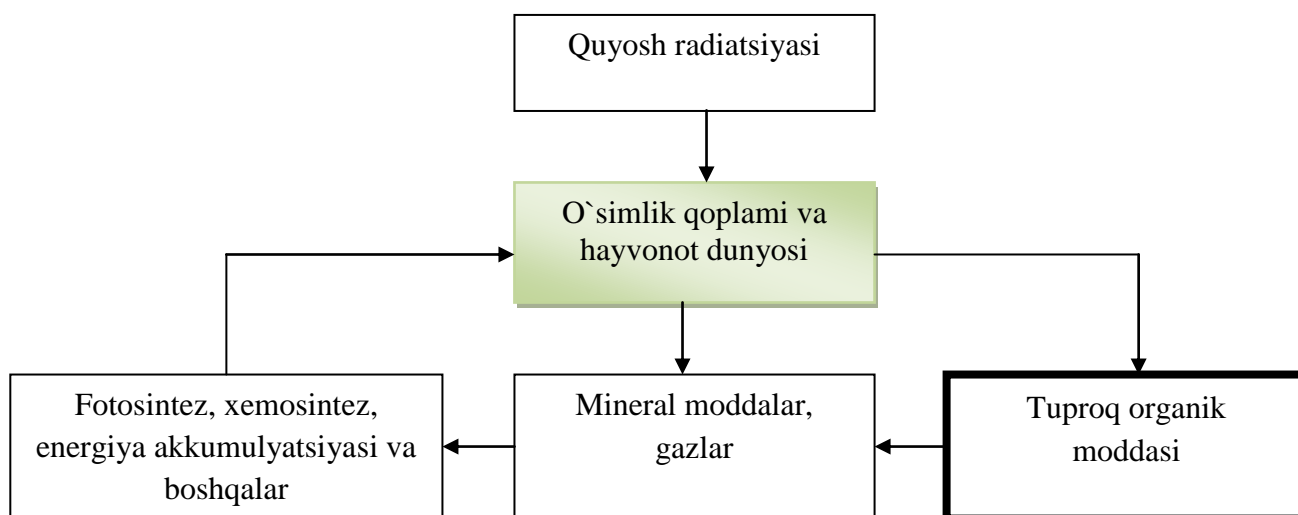 Quyosh radiatsiyasi
O`simlik qoplami va
hayvonot dunyosi
Fotosintez, xemosintez,
energiya akkumulyatsiyasi va
boshqalar
Mineral moddalar,
gazlar
Tuproq organik
moddasi